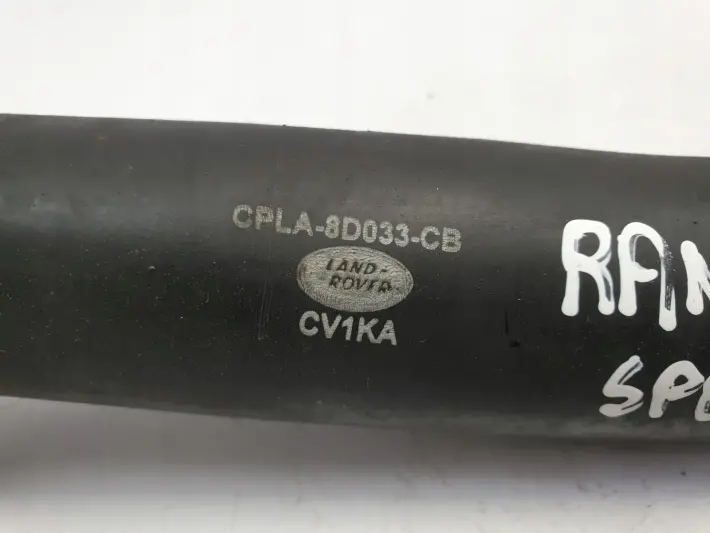 CPLA-8D033-CB
LAND-
ROVER
CV1KA